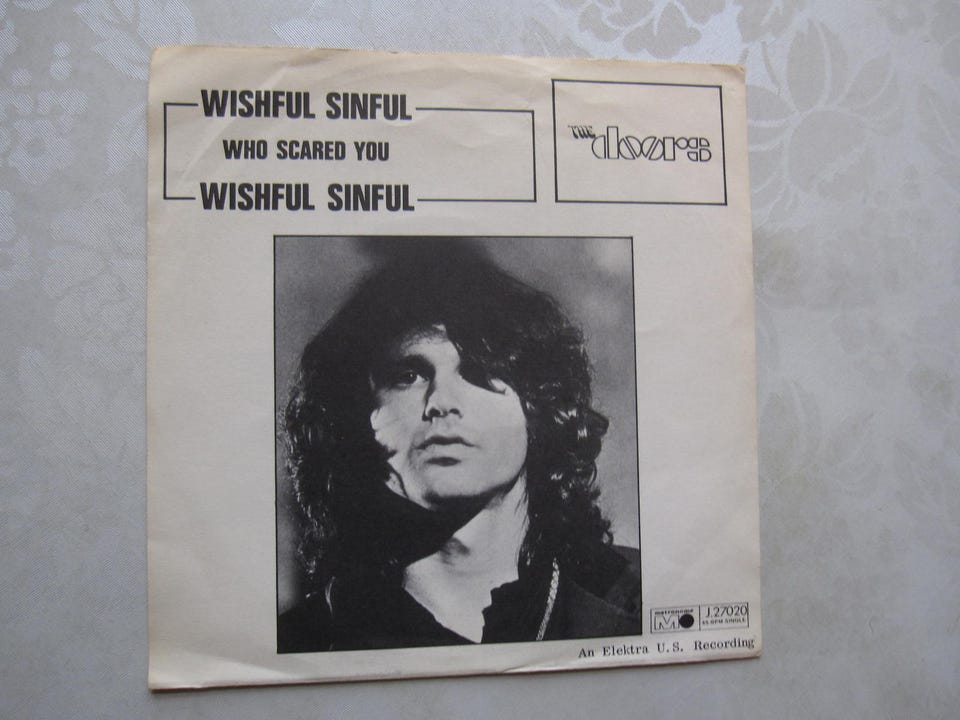 WISHFUL SINFUL
WHO SCARED YOU
WISHFUL SINFUL
THE doors
metronome
M
J.27020
45 RPM SINGLE
An Elektra U.S. Recording